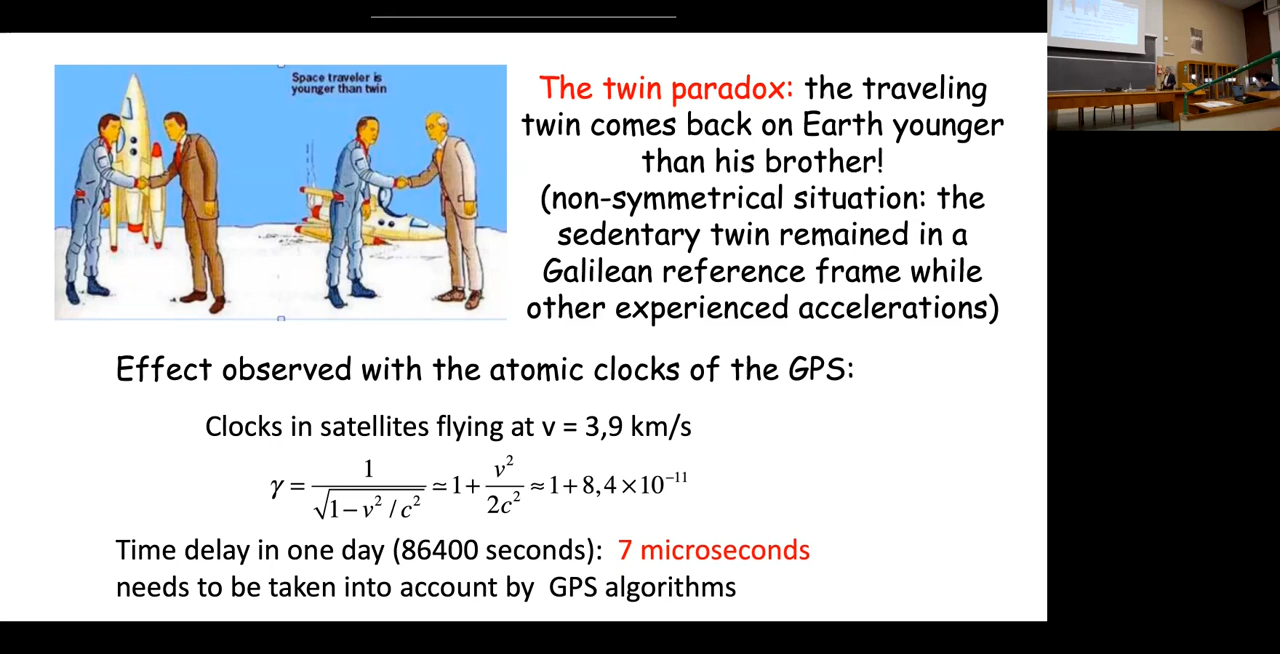 Space traveler is
younger than twin
The twin paradox: the traveling
twin comes back on Earth younger
than his brother!
(non-symmetrical situation: the
sedentary twin remained in a
Galilean reference frame while
other experienced accelerations)
Effect observed with the atomic clocks of the GPS:
Clocks in satellites flying at v = 3,9 km/s
γ = 1 / √(1 − v² / c²) ≃ 1 + v² / 2c² ≈ 1 + 8,4 × 10⁻¹¹
Time delay in one day (86400 seconds): 7 microseconds
needs to be taken into account by GPS algorithms